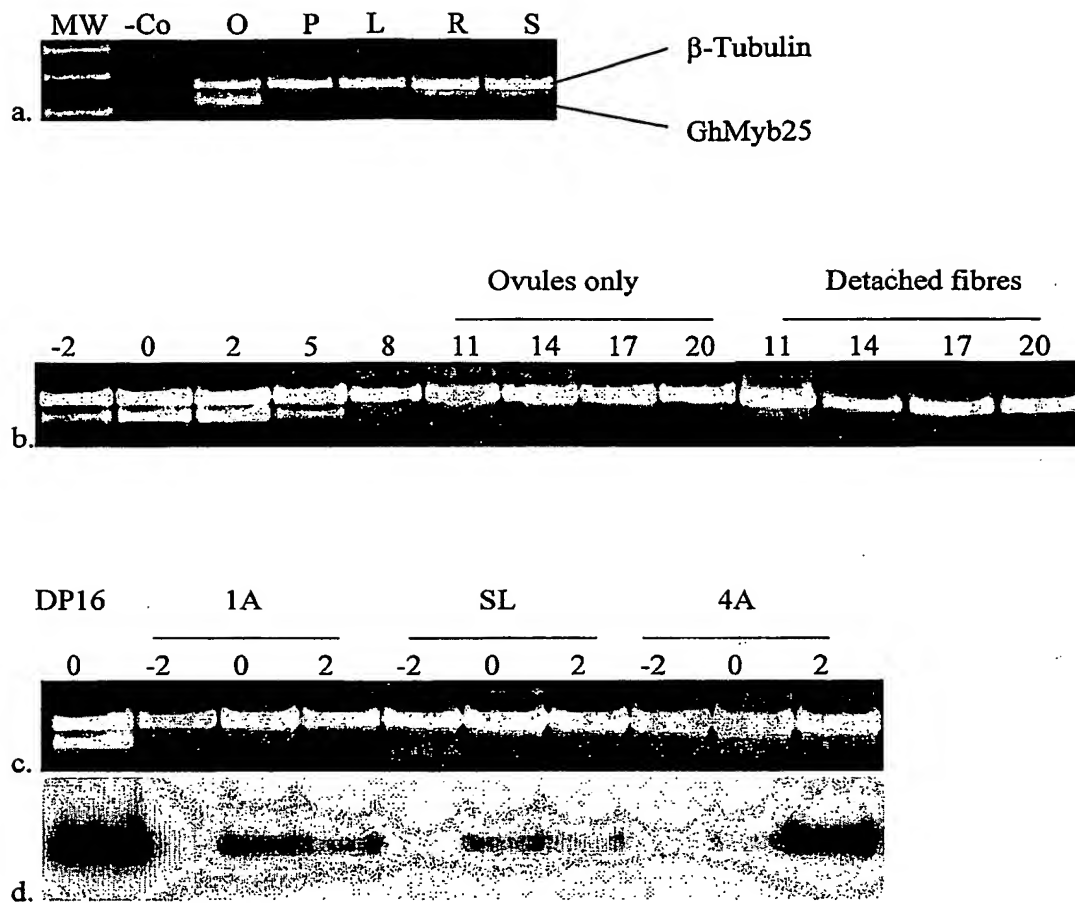 MW -Co O P L R S
β-Tubulin
a.
GhMyb25
Ovules only Detached fibres
-2 0 2 5 8 11 14 17 20 11 14 17 20
b.
DP16 1A SL 4A
0 -2 0 2 -2 0 2 -2 0 2
c.
d.